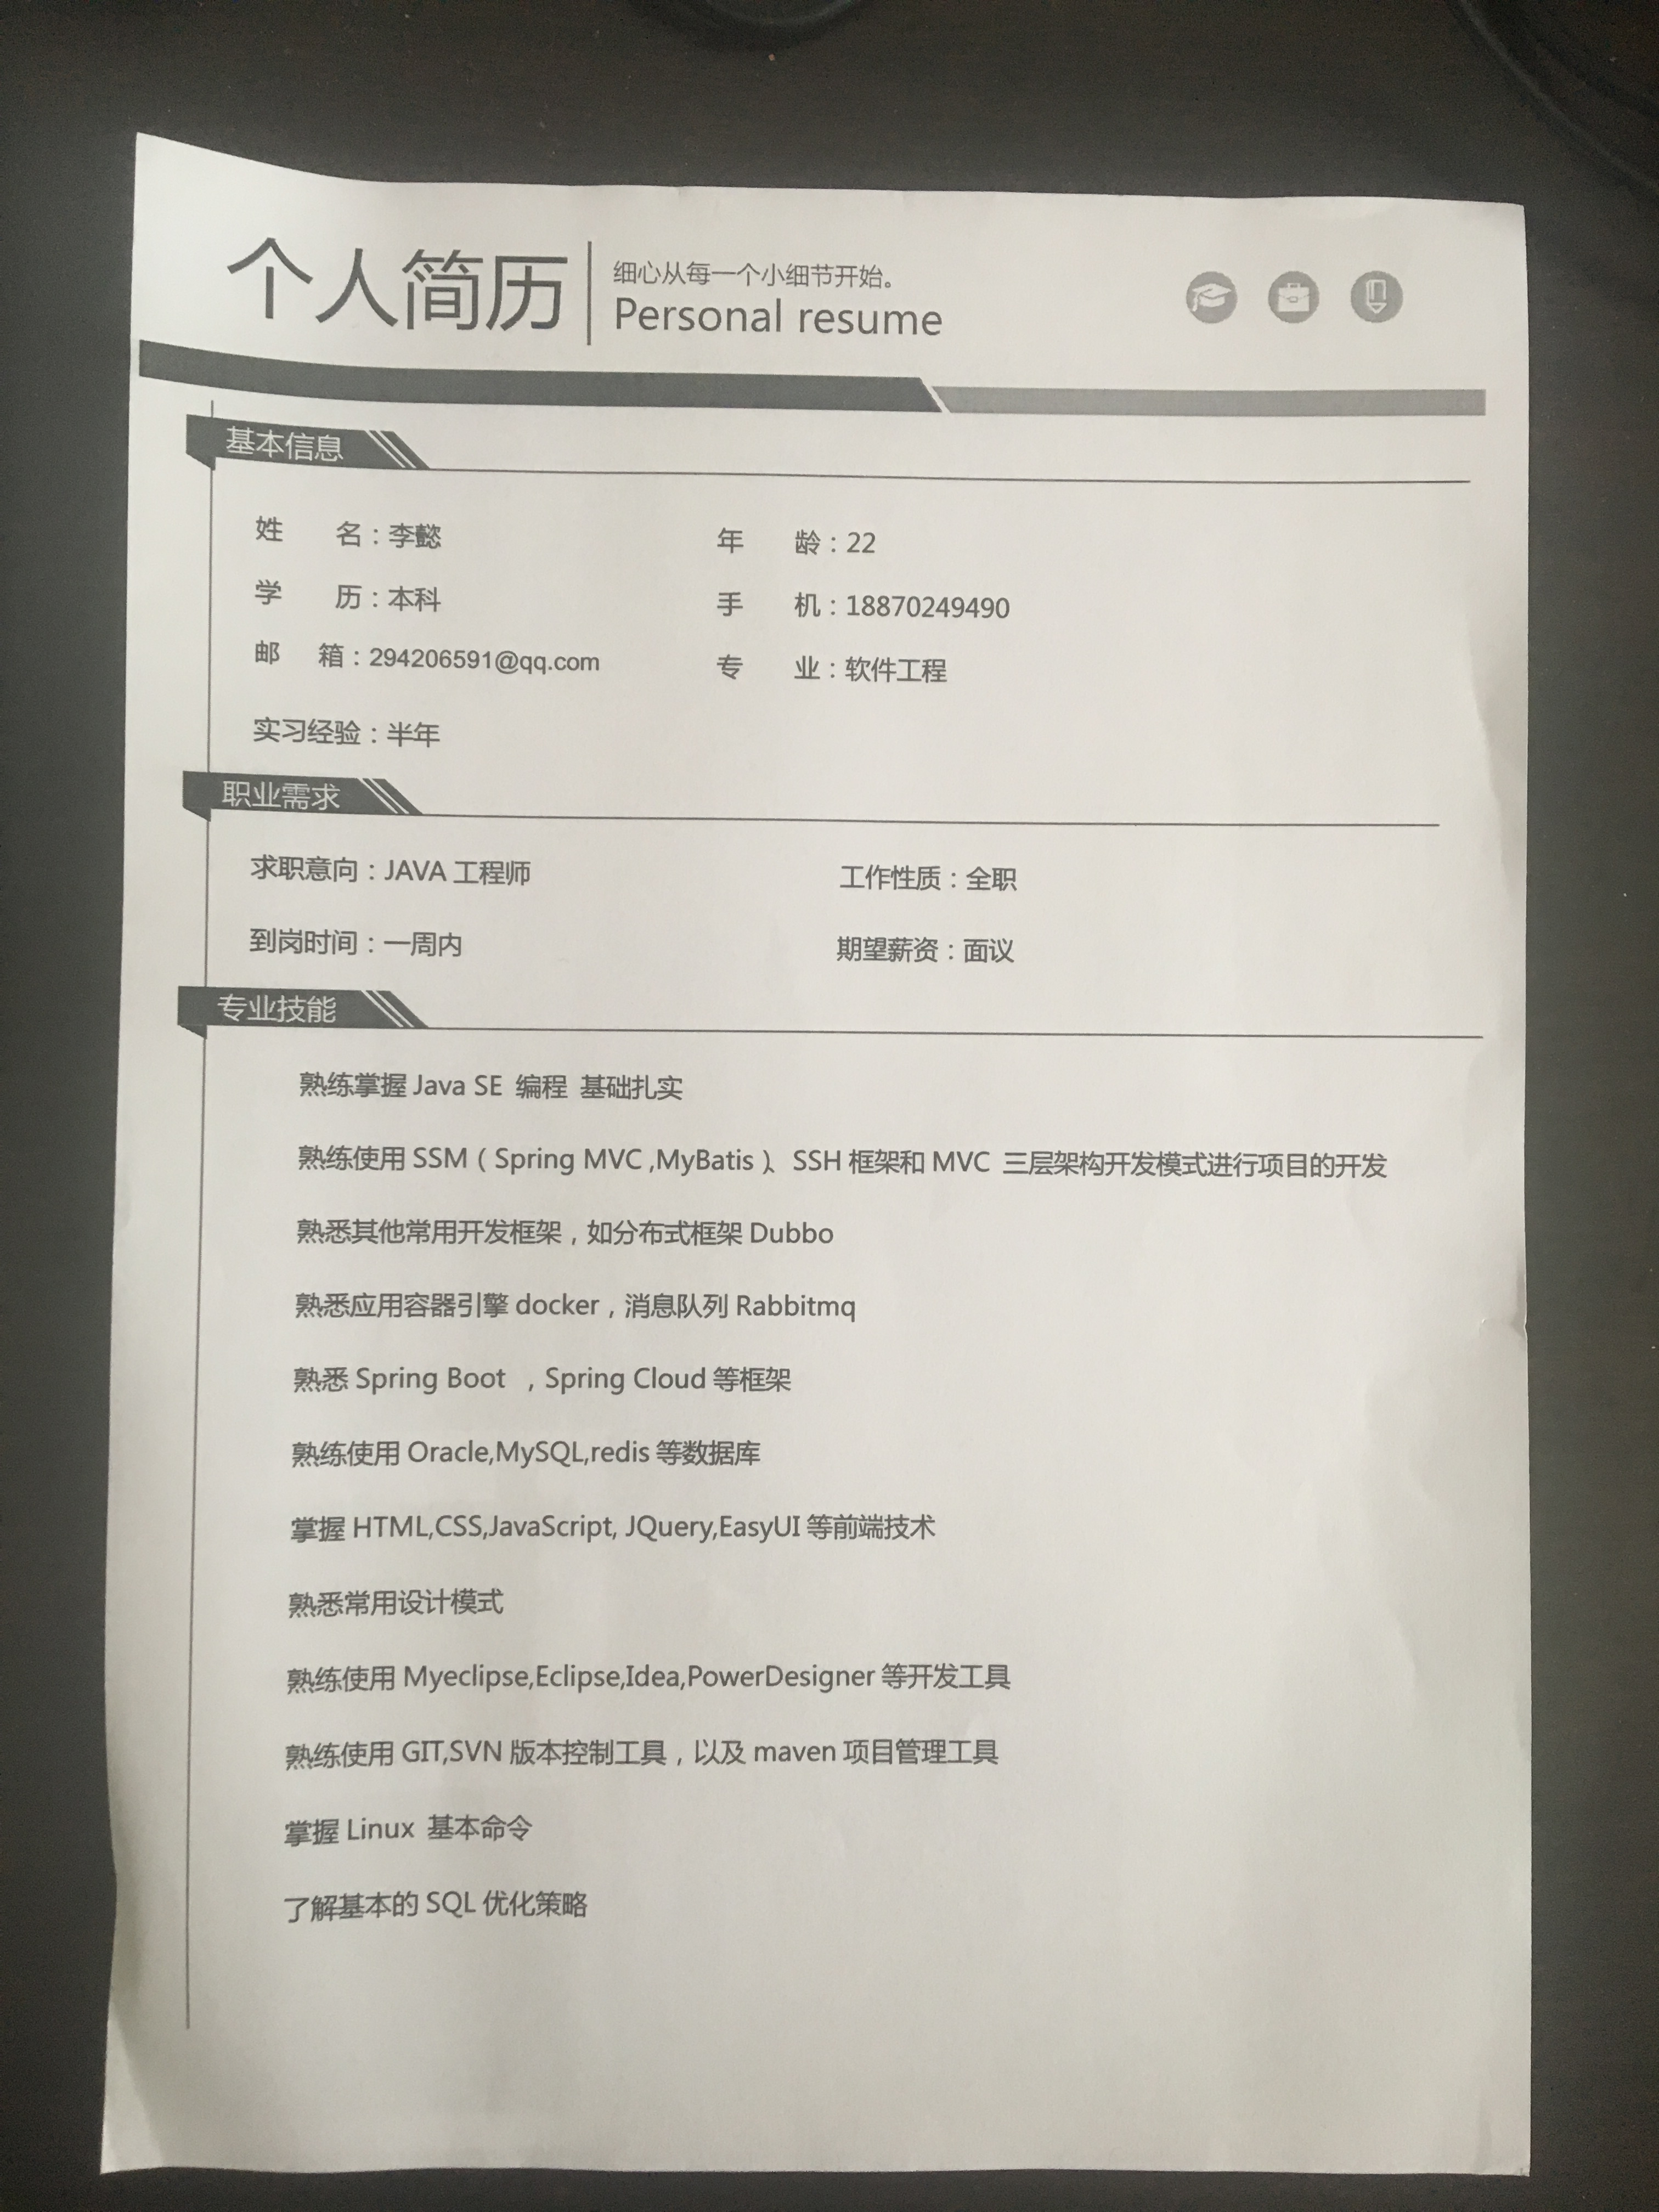 个人简历
细心从每一个小细节开始。
Personal resume
基本信息
姓 名：李懿 年 龄：22
学 历：本科 手 机：18870249490
邮 箱：294206591@qq.com 专 业：软件工程
实习经验：半年
职业需求
求职意向：JAVA 工程师 工作性质：全职
到岗时间：一周内 期望薪资：面议
专业技能
熟练掌握 Java SE 编程 基础扎实
熟练使用 SSM（Spring MVC ,MyBatis）、SSH 框架和 MVC 三层架构开发模式进行项目的开发
熟悉其他常用开发框架，如分布式框架 Dubbo
熟悉应用容器引擎 docker，消息队列 Rabbitmq
熟悉 Spring Boot ，Spring Cloud 等框架
熟练使用 Oracle,MySQL,redis 等数据库
掌握 HTML,CSS,JavaScript, JQuery,EasyUI 等前端技术
熟悉常用设计模式
熟练使用 Myeclipse,Eclipse,Idea,PowerDesigner 等开发工具
熟练使用 GIT,SVN 版本控制工具，以及 maven 项目管理工具
掌握 Linux 基本命令
了解基本的 SQL 优化策略